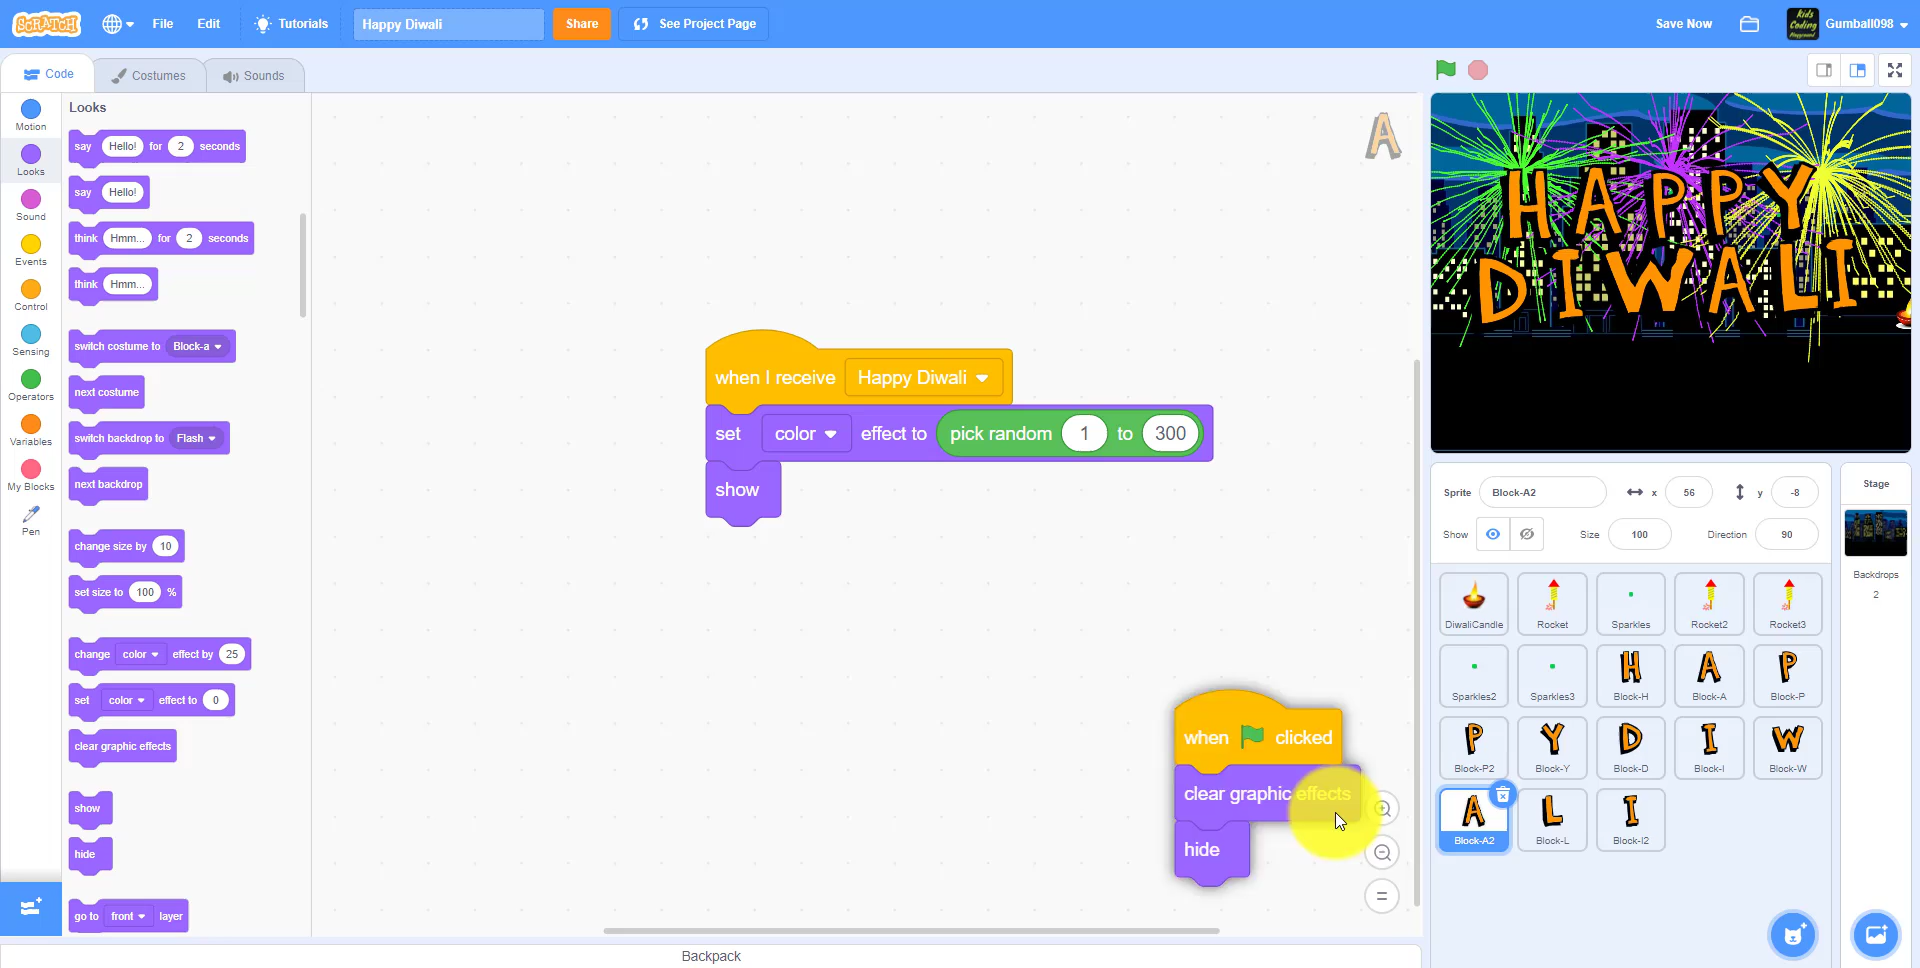 SCRATCH File Edit Tutorials Happy Diwali Share See Project Page Save Now Kids Coding Playground Gumball098
Code Costumes Sounds
Motion
Looks
Sound
Events
Control
Sensing
Operators
Variables
My Blocks
Pen
Looks
say Hello! for 2 seconds
say Hello!
think Hmm... for 2 seconds
think Hmm...
switch costume to Block-a
next costume
switch backdrop to Flash
next backdrop
change size by 10
set size to 100 %
change color effect by 25
set color effect to 0
clear graphic effects
show
hide
go to front layer
A
when I receive Happy Diwali
set color effect to pick random 1 to 300
show
when clicked
clear graphic effects
hide
Backpack
HAPPY
DIWALI
Sprite Block-A2 x 56 y -8
Show Size 100 Direction 90
DiwaliCandle Rocket Sparkles Rocket2 Rocket3
H A P
Sparkles2 Sparkles3 Block-H Block-A Block-P
P Y D I W
Block-P2 Block-Y Block-D Block-I Block-W
A L I
Block-A2 Block-L Block-I2
Stage
Backdrops
2